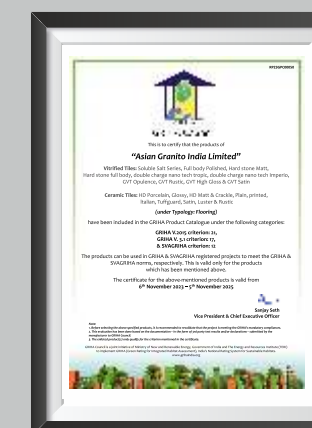 This is to certify that the products of
"Asian Granito India Limited"
Vitrified Tiles: Soluble Salt Series, Full body Polished, Hard stone Matt,
Hard stone full body, double charge nano tech tropic, double charge nano tech Imperio,
GVT Opulence, GVT Rustic, GVT High Gloss & GVT Satin
Ceramic Tiles: HD Porcelain, Glossy, HD Matt & Crackle, Plain, printed,
Italian, Tuffguard, Satin, Luster & Rustic
(under Typology: Flooring)
have been included in the GRIHA Product Catalogue under the following categories:
GRIHA V.2015 criterion: 21,
GRIHA V. 3.1 criterion: 17,
& SVAGRIHA criterion: 12
The products can be used in GRIHA & SVAGRIHA registered projects to meet the GRIHA &
SVAGRIHA norms, respectively. This is valid only for the products
which has been mentioned above.
The certificate for the above-mentioned products is valid from
6th November 2023 – 5th November 2025
Sanjay Seth
Vice President & Chief Executive Officer